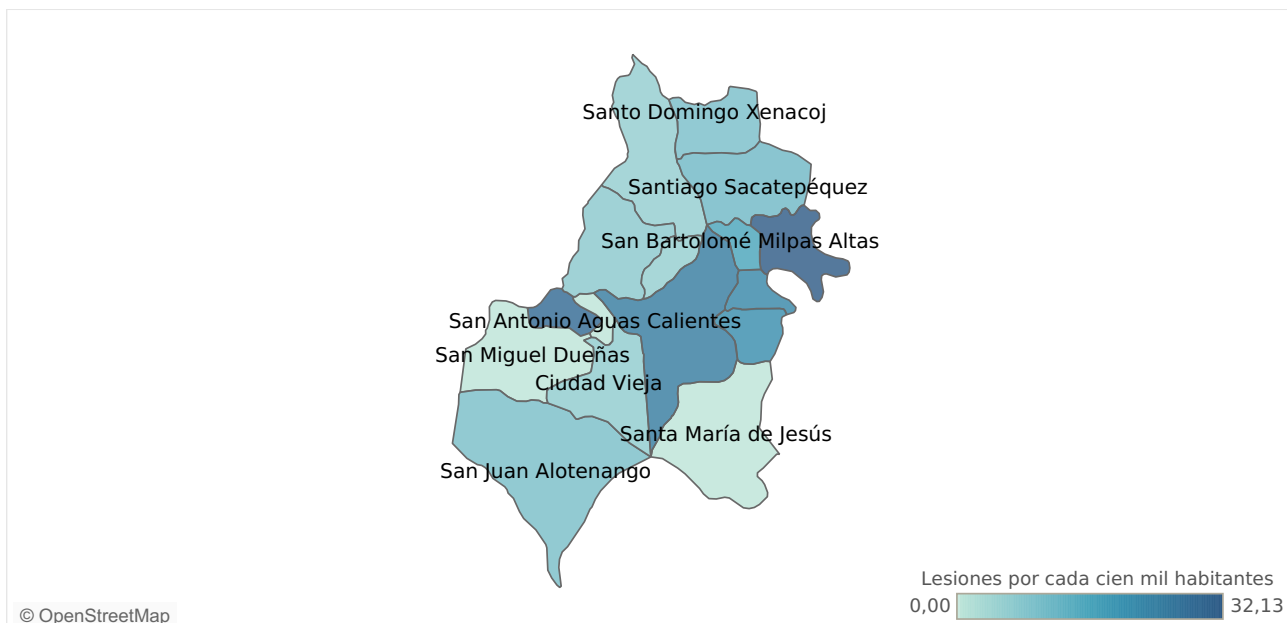 Santo Domingo Xenacoj
Santiago Sacatepéquez
San Bartolomé Milpas Altas
San Antonio Aguas Calientes
San Miguel Dueñas
Ciudad Vieja
Santa María de Jesús
San Juan Alotenango
Lesiones por cada cien mil habitantes
0,00 32,13
© OpenStreetMap